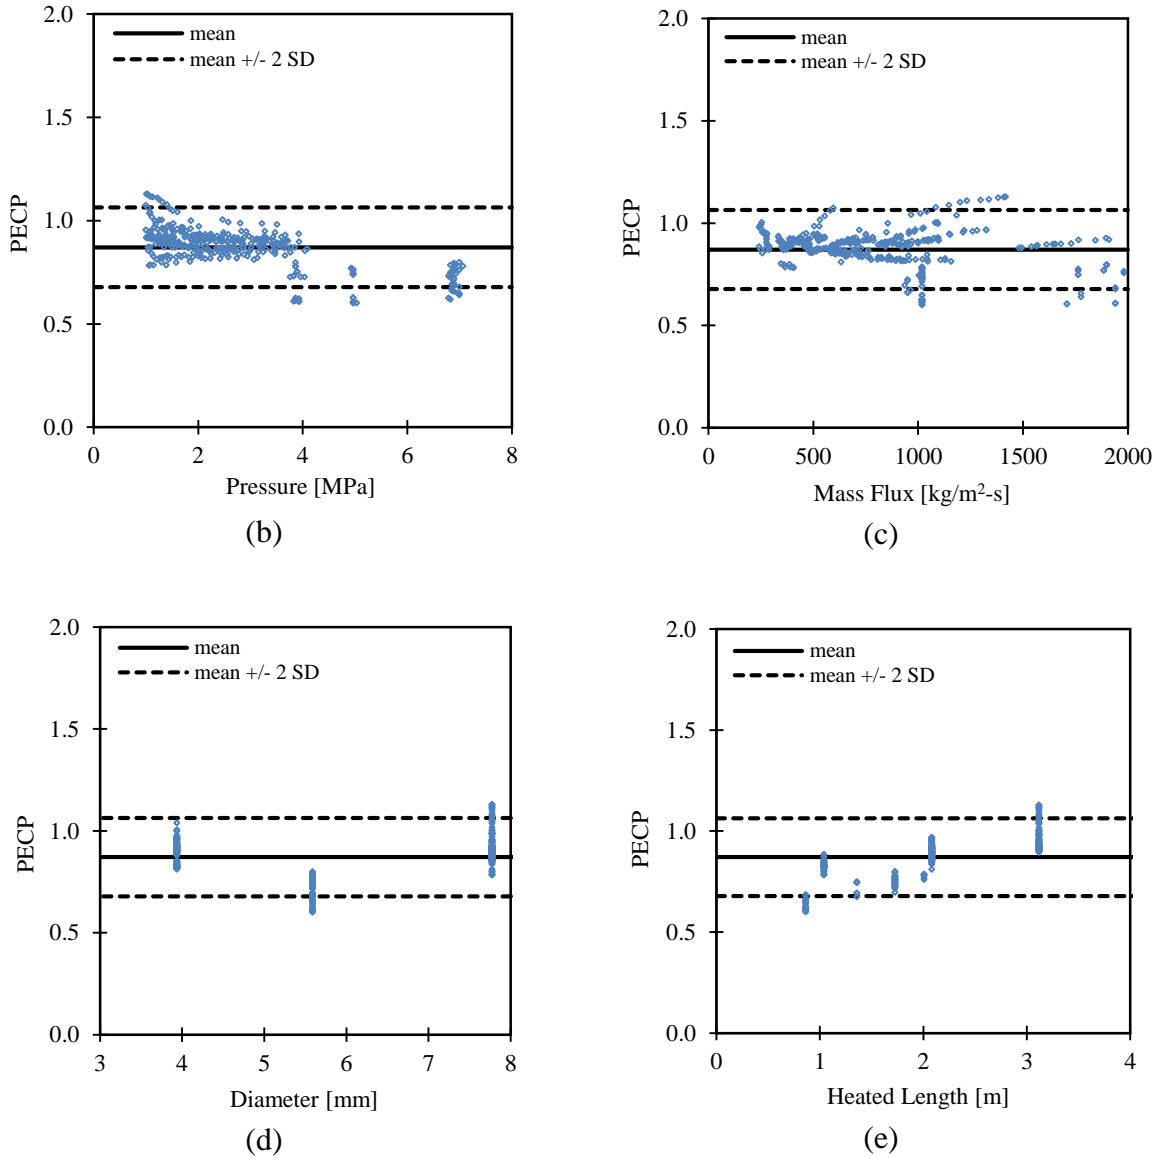 2.0
1.5
1.0
0.5
0.0
PECP
mean
mean +/- 2 SD
0 2 4 6 8
Pressure [MPa]
(b)
2.0
1.5
1.0
0.5
0.0
PECP
mean
mean +/- 2 SD
0 500 1000 1500 2000
Mass Flux [kg/m²-s]
(c)
2.0
1.5
1.0
0.5
0.0
PECP
mean
mean +/- 2 SD
3 4 5 6 7 8
Diameter [mm]
(d)
2.0
1.5
1.0
0.5
0.0
PECP
mean
mean +/- 2 SD
0 1 2 3 4
Heated Length [m]
(e)